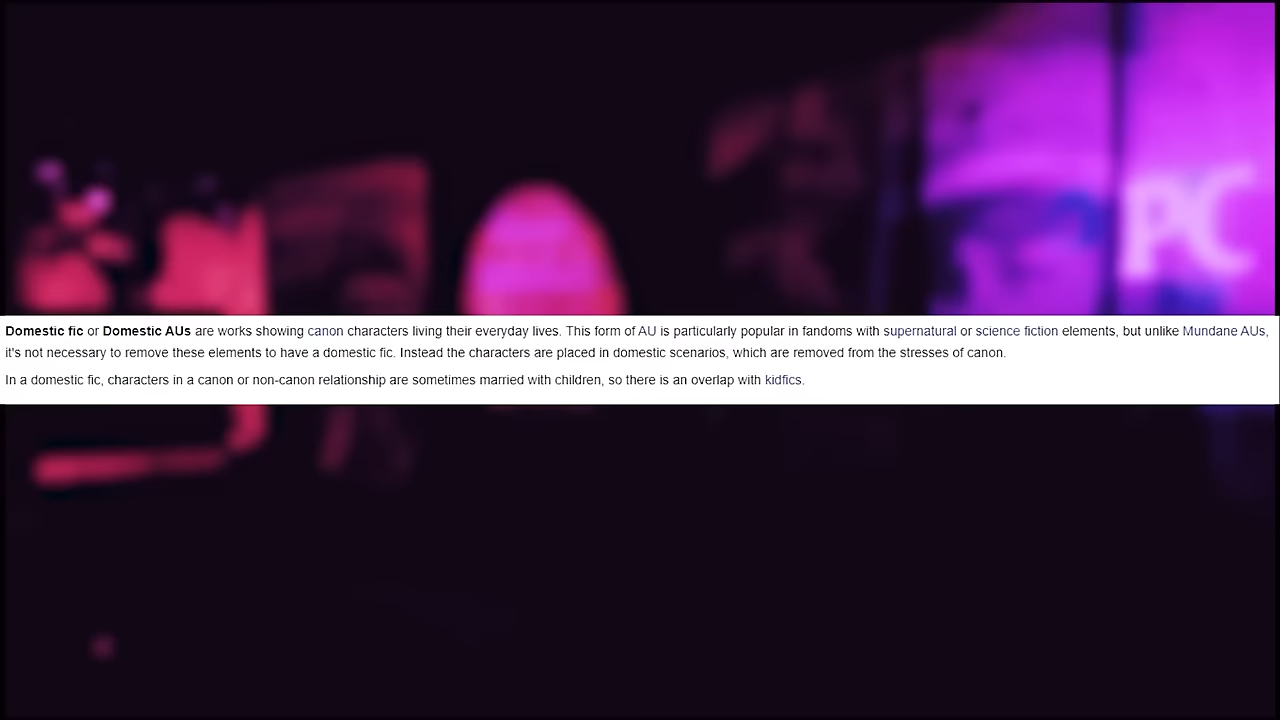 PC
Domestic fic or Domestic AUs are works showing canon characters living their everyday lives. This form of AU is particularly popular in fandoms with supernatural or science fiction elements, but unlike Mundane AUs,
it's not necessary to remove these elements to have a domestic fic. Instead the characters are placed in domestic scenarios, which are removed from the stresses of canon.
In a domestic fic, characters in a canon or non-canon relationship are sometimes married with children, so there is an overlap with kidfics.